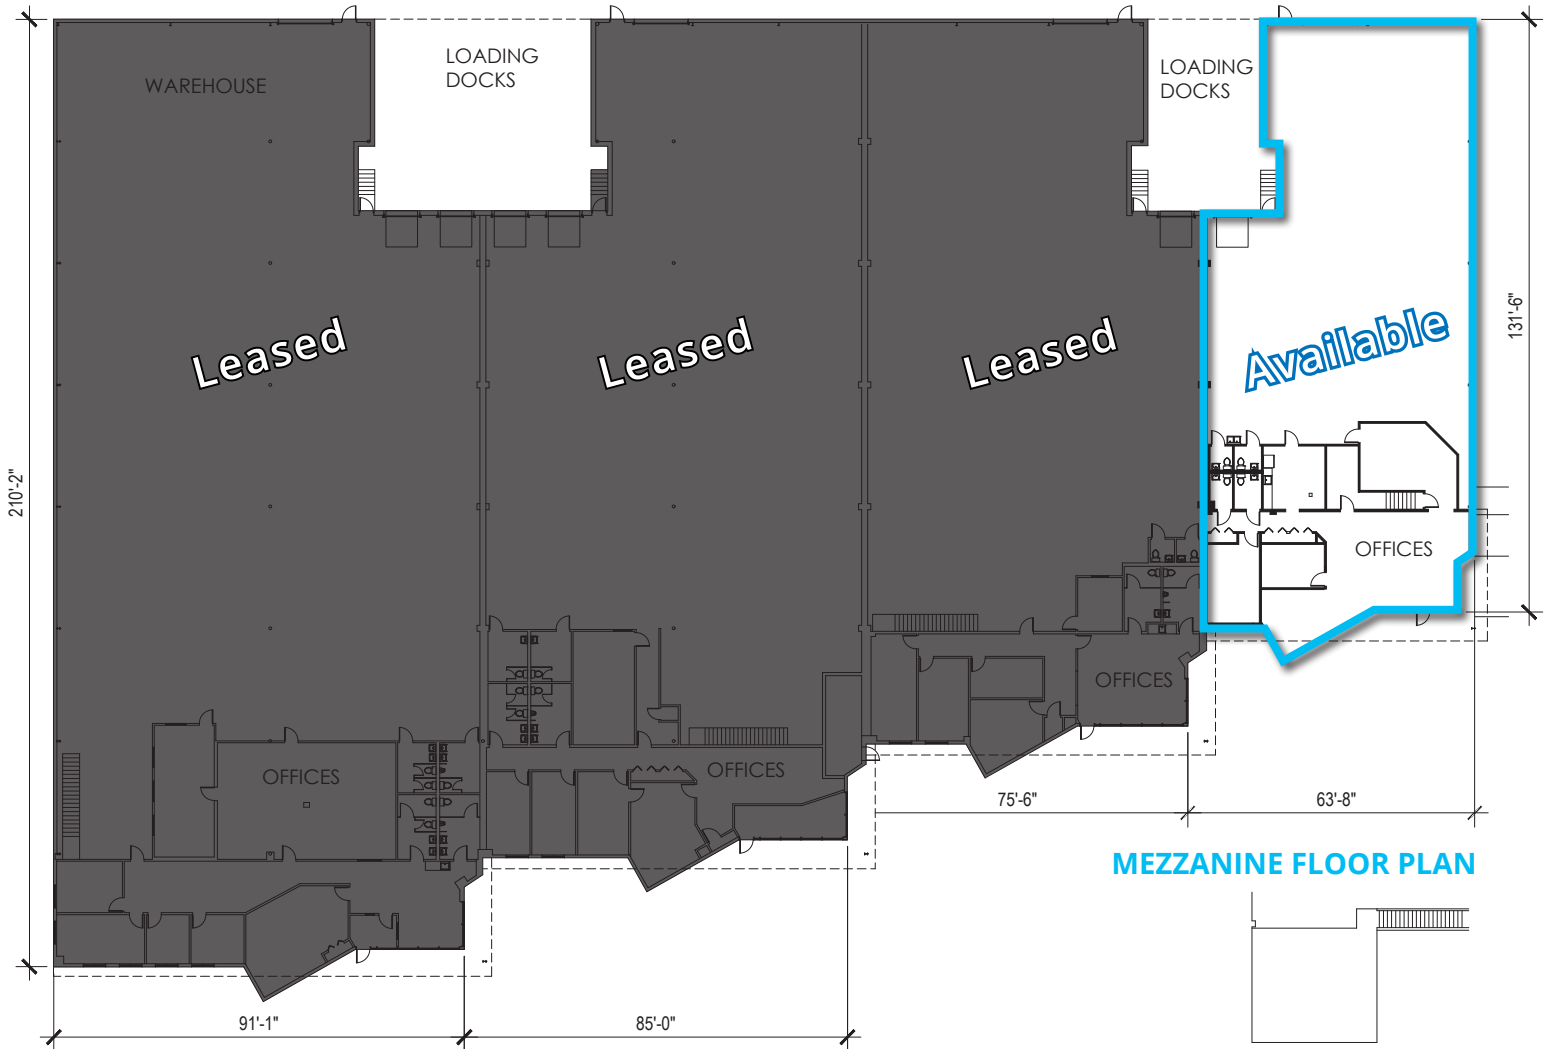 LOADING
DOCKS
WAREHOUSE
LOADING
DOCKS
Leased
Leased
Leased
Available
131'-6"
210'-2"
OFFICES
OFFICES
OFFICES
OFFICES
75'-6"
63'-8"
MEZZANINE FLOOR PLAN
91'-1"
85'-0"